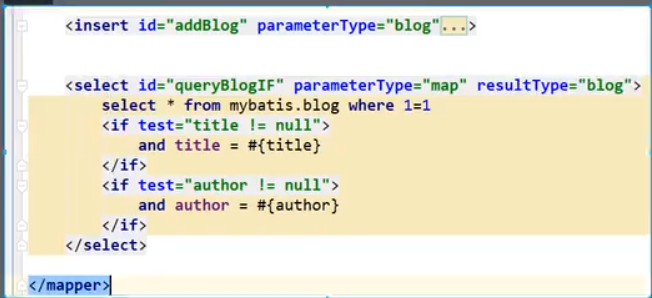 <insert id="addBlog" parameterType="blog"...>
<select id="queryBlogIF" parameterType="map" resultType="blog">
select * from mybatis.blog where 1=1
<if test="title != null">
and title = #{title}
</if>
<if test="author != null">
and author = #{author}
</if>
</select>
</mapper>